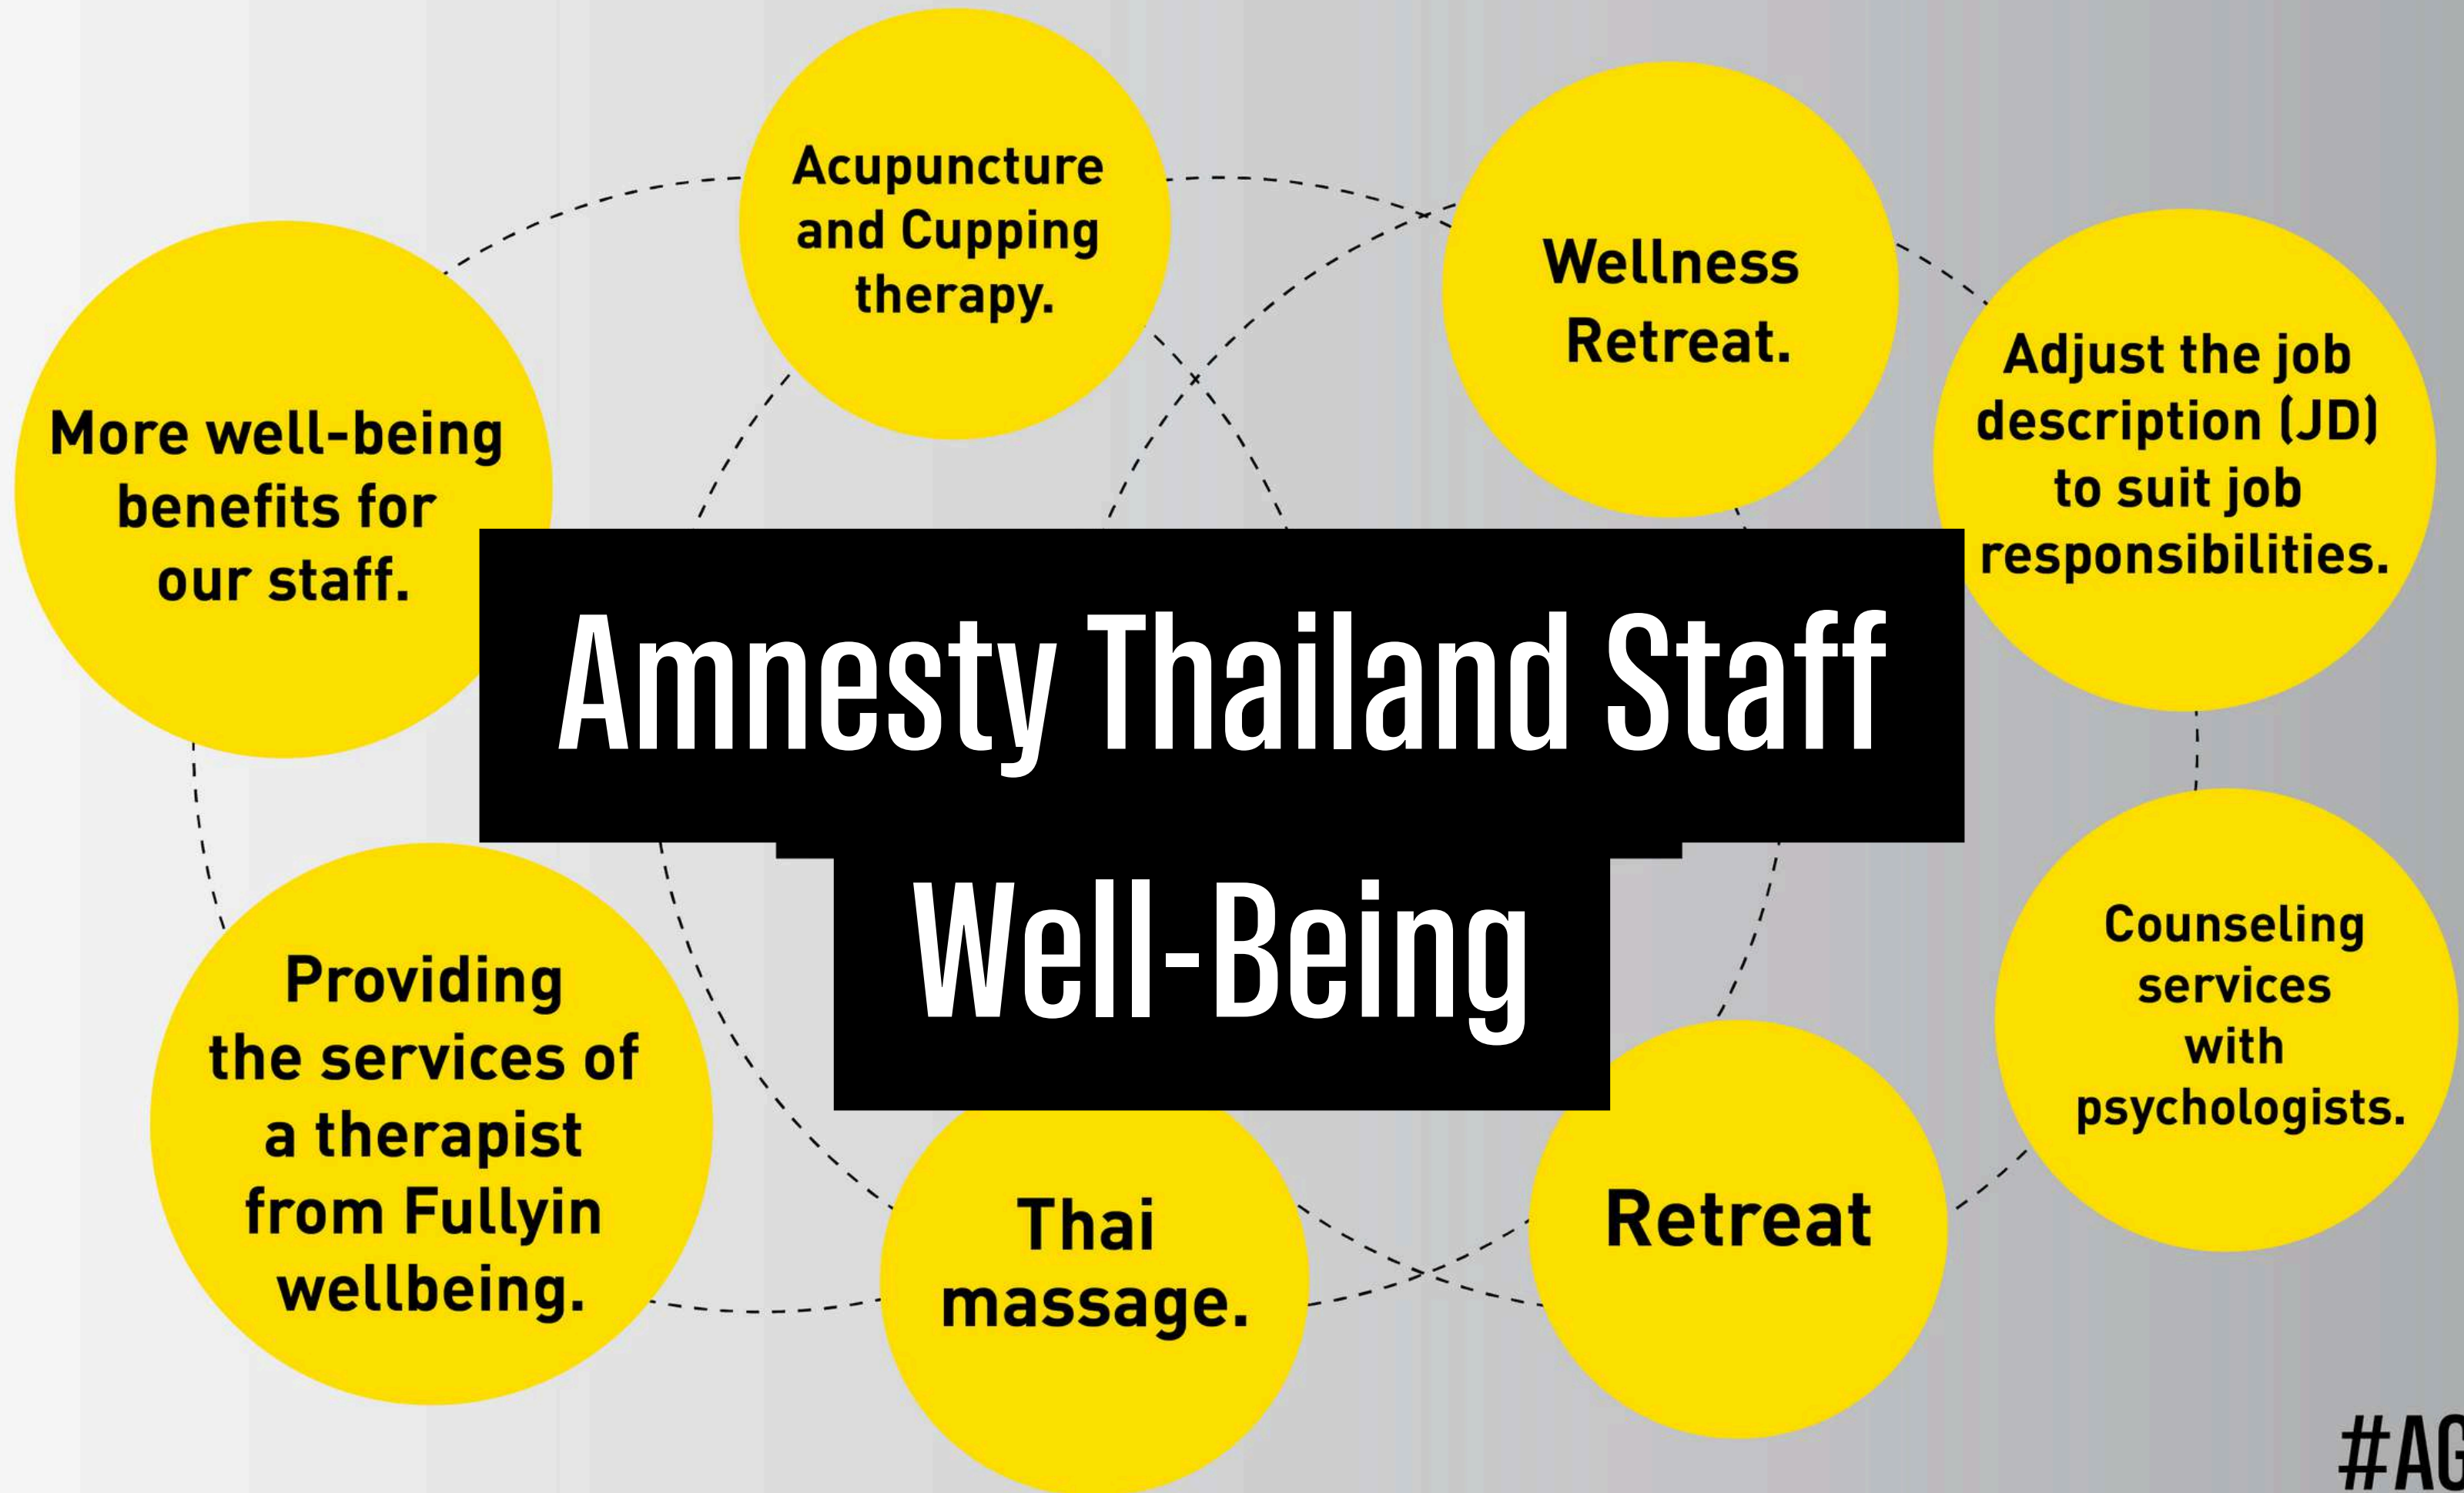 Acupuncture
and Cupping
therapy.
Wellness
Retreat.
Adjust the job
description (JD)
to suit job
responsibilities.
More well-being
benefits for
our staff.
Amnesty Thailand Staff
Well-Being
Counseling
services
with
psychologists.
Providing
the services of
a therapist
from Fullyin
wellbeing.
Thai
massage.
Retreat
#AG